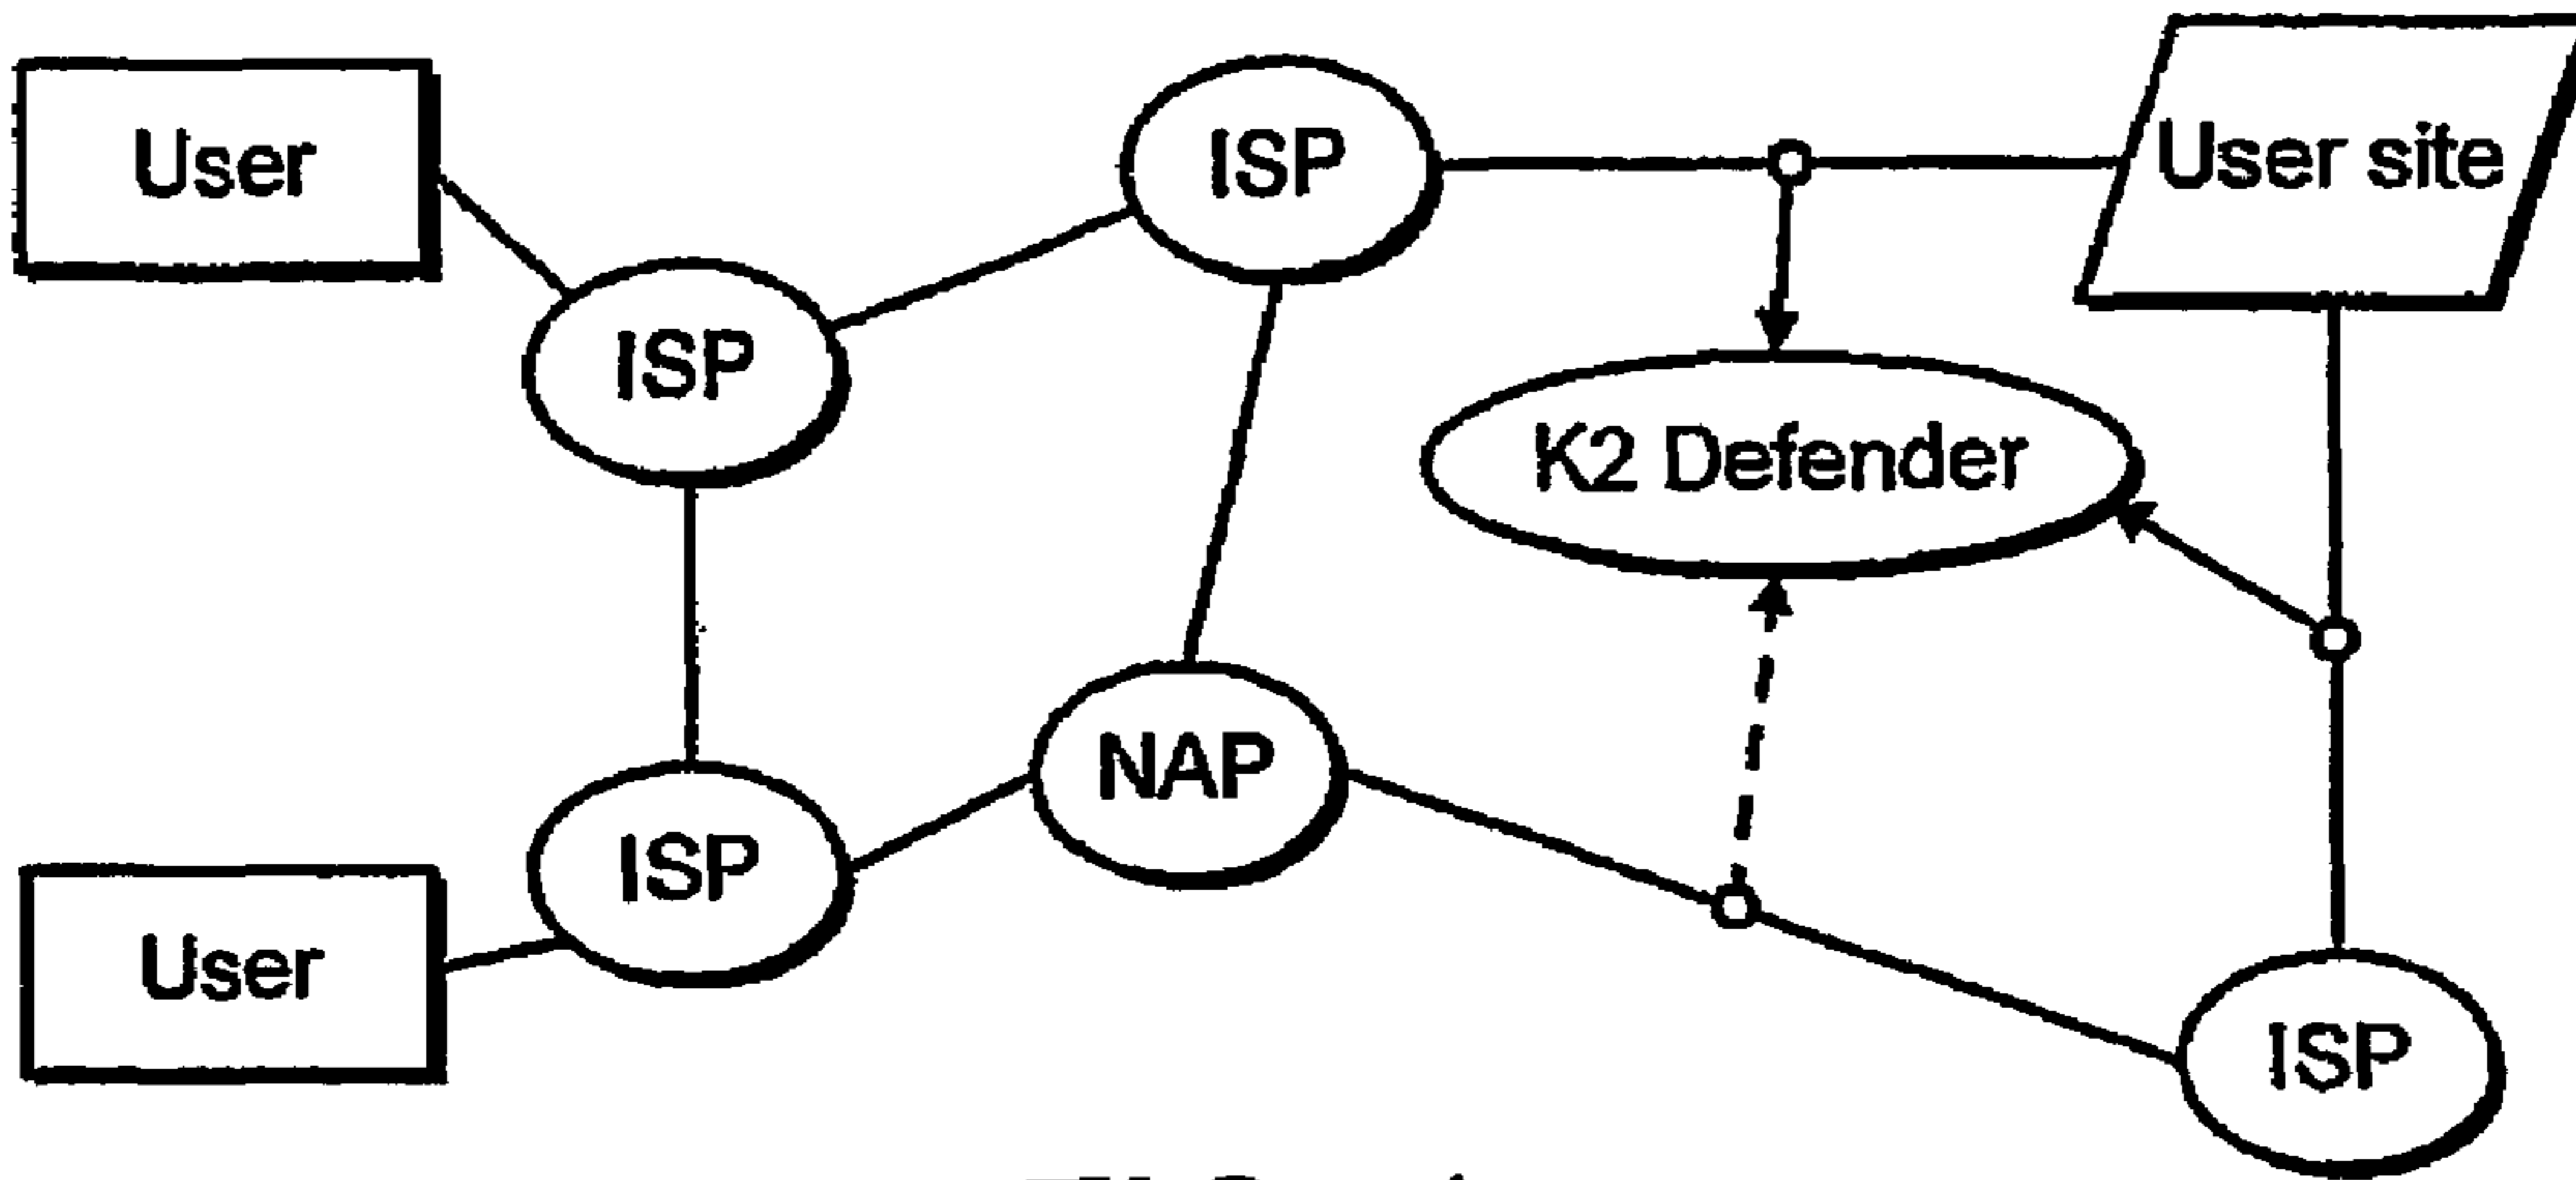 User
ISP
User site
ISP
K2 Defender
NAP
ISP
User
ISP